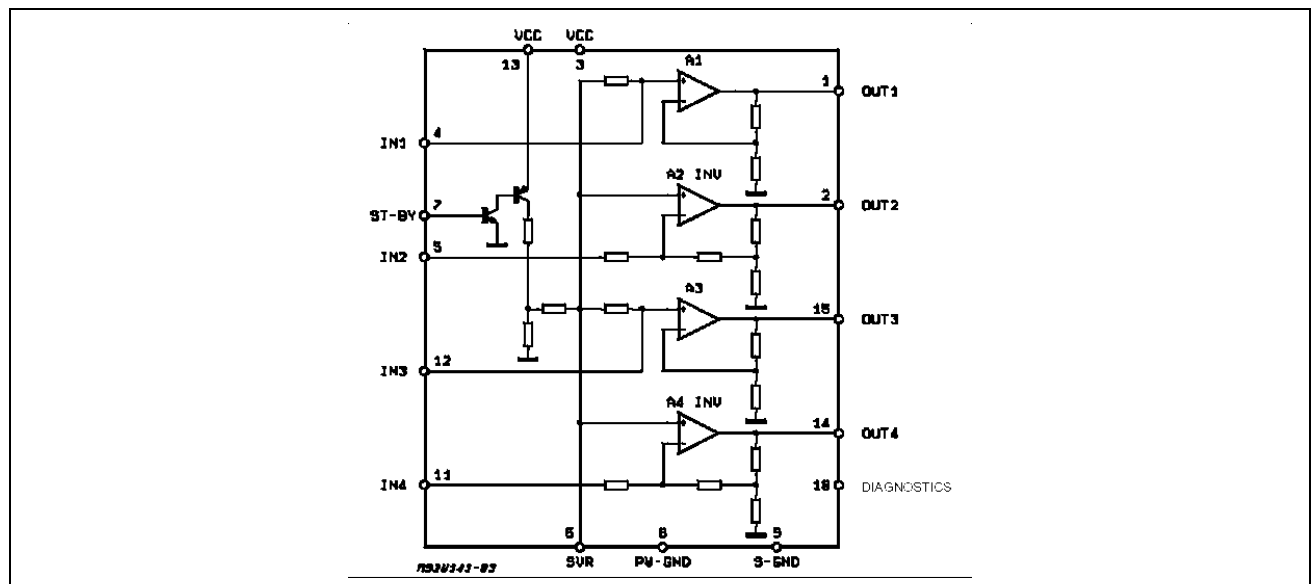 VCC VCC
13 3
A1
1 OUT1
4
IN1
A2 INV
2 OUT2
7
ST-BY
5
IN2
A3
15 OUT3
12
IN3
A4 INV
14 OUT4
11
IN4
10 DIAGNOSTICS
6 8 9
SVR PW-GND S-GND